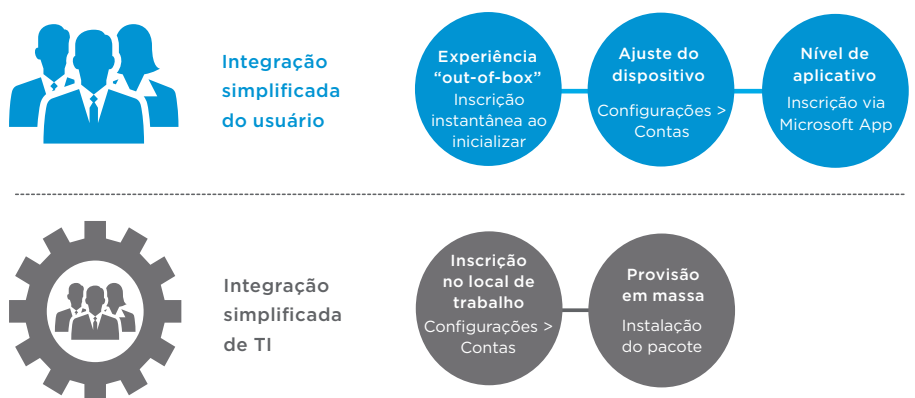 Integração
simplificada
do usuário
Experiência
“out-of-box”
Inscrição
instantânea ao
inicializar
Ajuste do
dispositivo
Configurações >
Contas
Nível de
aplicativo
Inscrição via
Microsoft App
Integração
simplificada
de TI
Inscrição
no local de
trabalho
Configurações >
Contas
Provisão
em massa
Instalação
do pacote